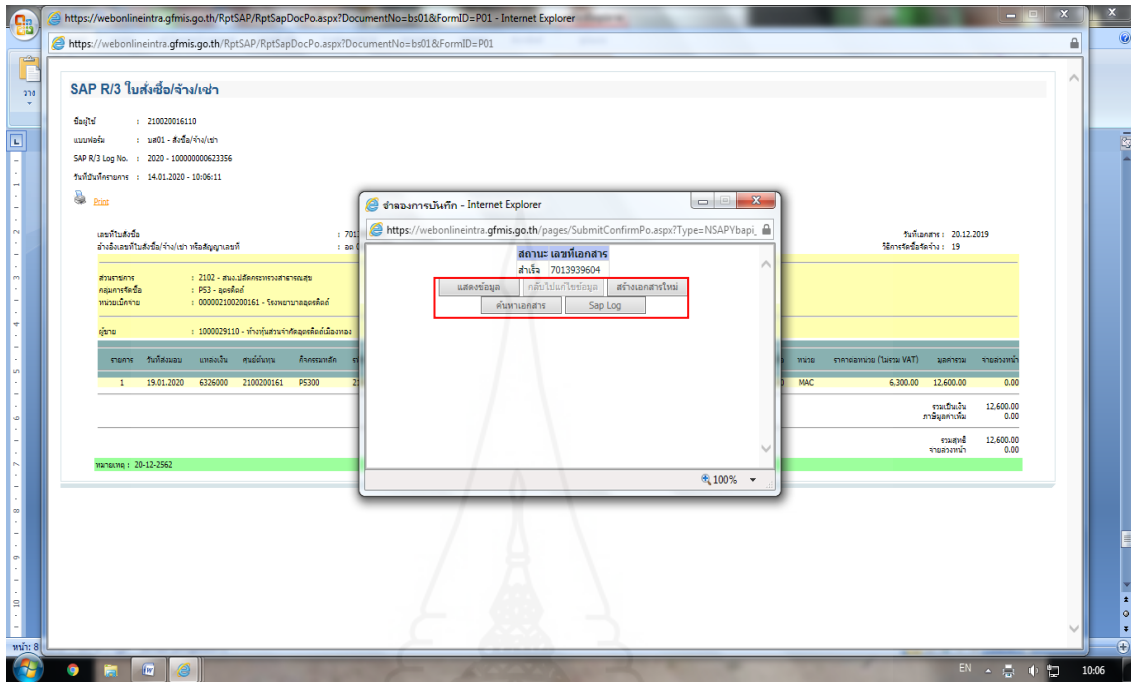 https://webonlineintra.gfmis.go.th/RptSAP/RptSapDocPo.aspx?DocumentNo=bs01&FormID=P01 - Internet Explorer
https://webonlineintra.gfmis.go.th/RptSAP/RptSapDocPo.aspx?DocumentNo=bs01&FormID=P01
วาง
SAP R/3 ใบสั่งซื้อ/จ้าง/เช่า
ชื่อผู้ใช้ : 210020016110
แบบฟอร์ม : บส01 - สั่งซื้อ/จ้าง/เช่า
SAP R/3 Log No. : 2020 - 100000000623356
วันที่บันทึกรายการ : 14.01.2020 - 10:06:11
Print
เลขที่ใบสั่งซื้อ : 701
วันที่เอกสาร : 20.12.2019
อ้างอิงเลขที่ใบสั่งซื้อ/จ้าง/เช่า หรือสัญญาเลขที่ : อต
วิธีการจัดซื้อจัดจ้าง : 19
ส่วนราชการ : 2102 - สนง.ปลัดกระทรวงสาธารณสุข
กลุ่มการจัดซื้อ : P53 - อุตรดิตถ์
หน่วยเบิกจ่าย : 000002100200161 - โรงพยาบาลอุตรดิตถ์
ผู้ขาย : 1000029110 - ห้างหุ้นส่วนจำกัดอุตรดิตถ์เมืองทอง
รายการ วันที่ส่งมอบ แหล่งเงิน ศูนย์ต้นทุน กิจกรรมหลัก หน่วย ราคาต่อหน่วย (ไม่รวม VAT) มูลค่ารวม จ่ายล่วงหน้า
1 19.01.2020 6326000 2100200161 P5300 MAC 6,300.00 12,600.00 0.00
รวมเป็นเงิน 12,600.00
ภาษีมูลค่าเพิ่ม 0.00
รวมสุทธิ 12,600.00
จ่ายล่วงหน้า 0.00
หมายเหตุ : 20-12-2562
จำลองการบันทึก - Internet Explorer
https://webonlineintra.gfmis.go.th/pages/SubmitConfirmPo.aspx?Type=NSAPYbapi_
สถานะ เลขที่เอกสาร
สำเร็จ 7013939604
แสดงข้อมูล กลับไปแก้ไขข้อมูล สร้างเอกสารใหม่
ค้นหาเอกสาร Sap Log
100%
หน้า: 8
EN 10:06